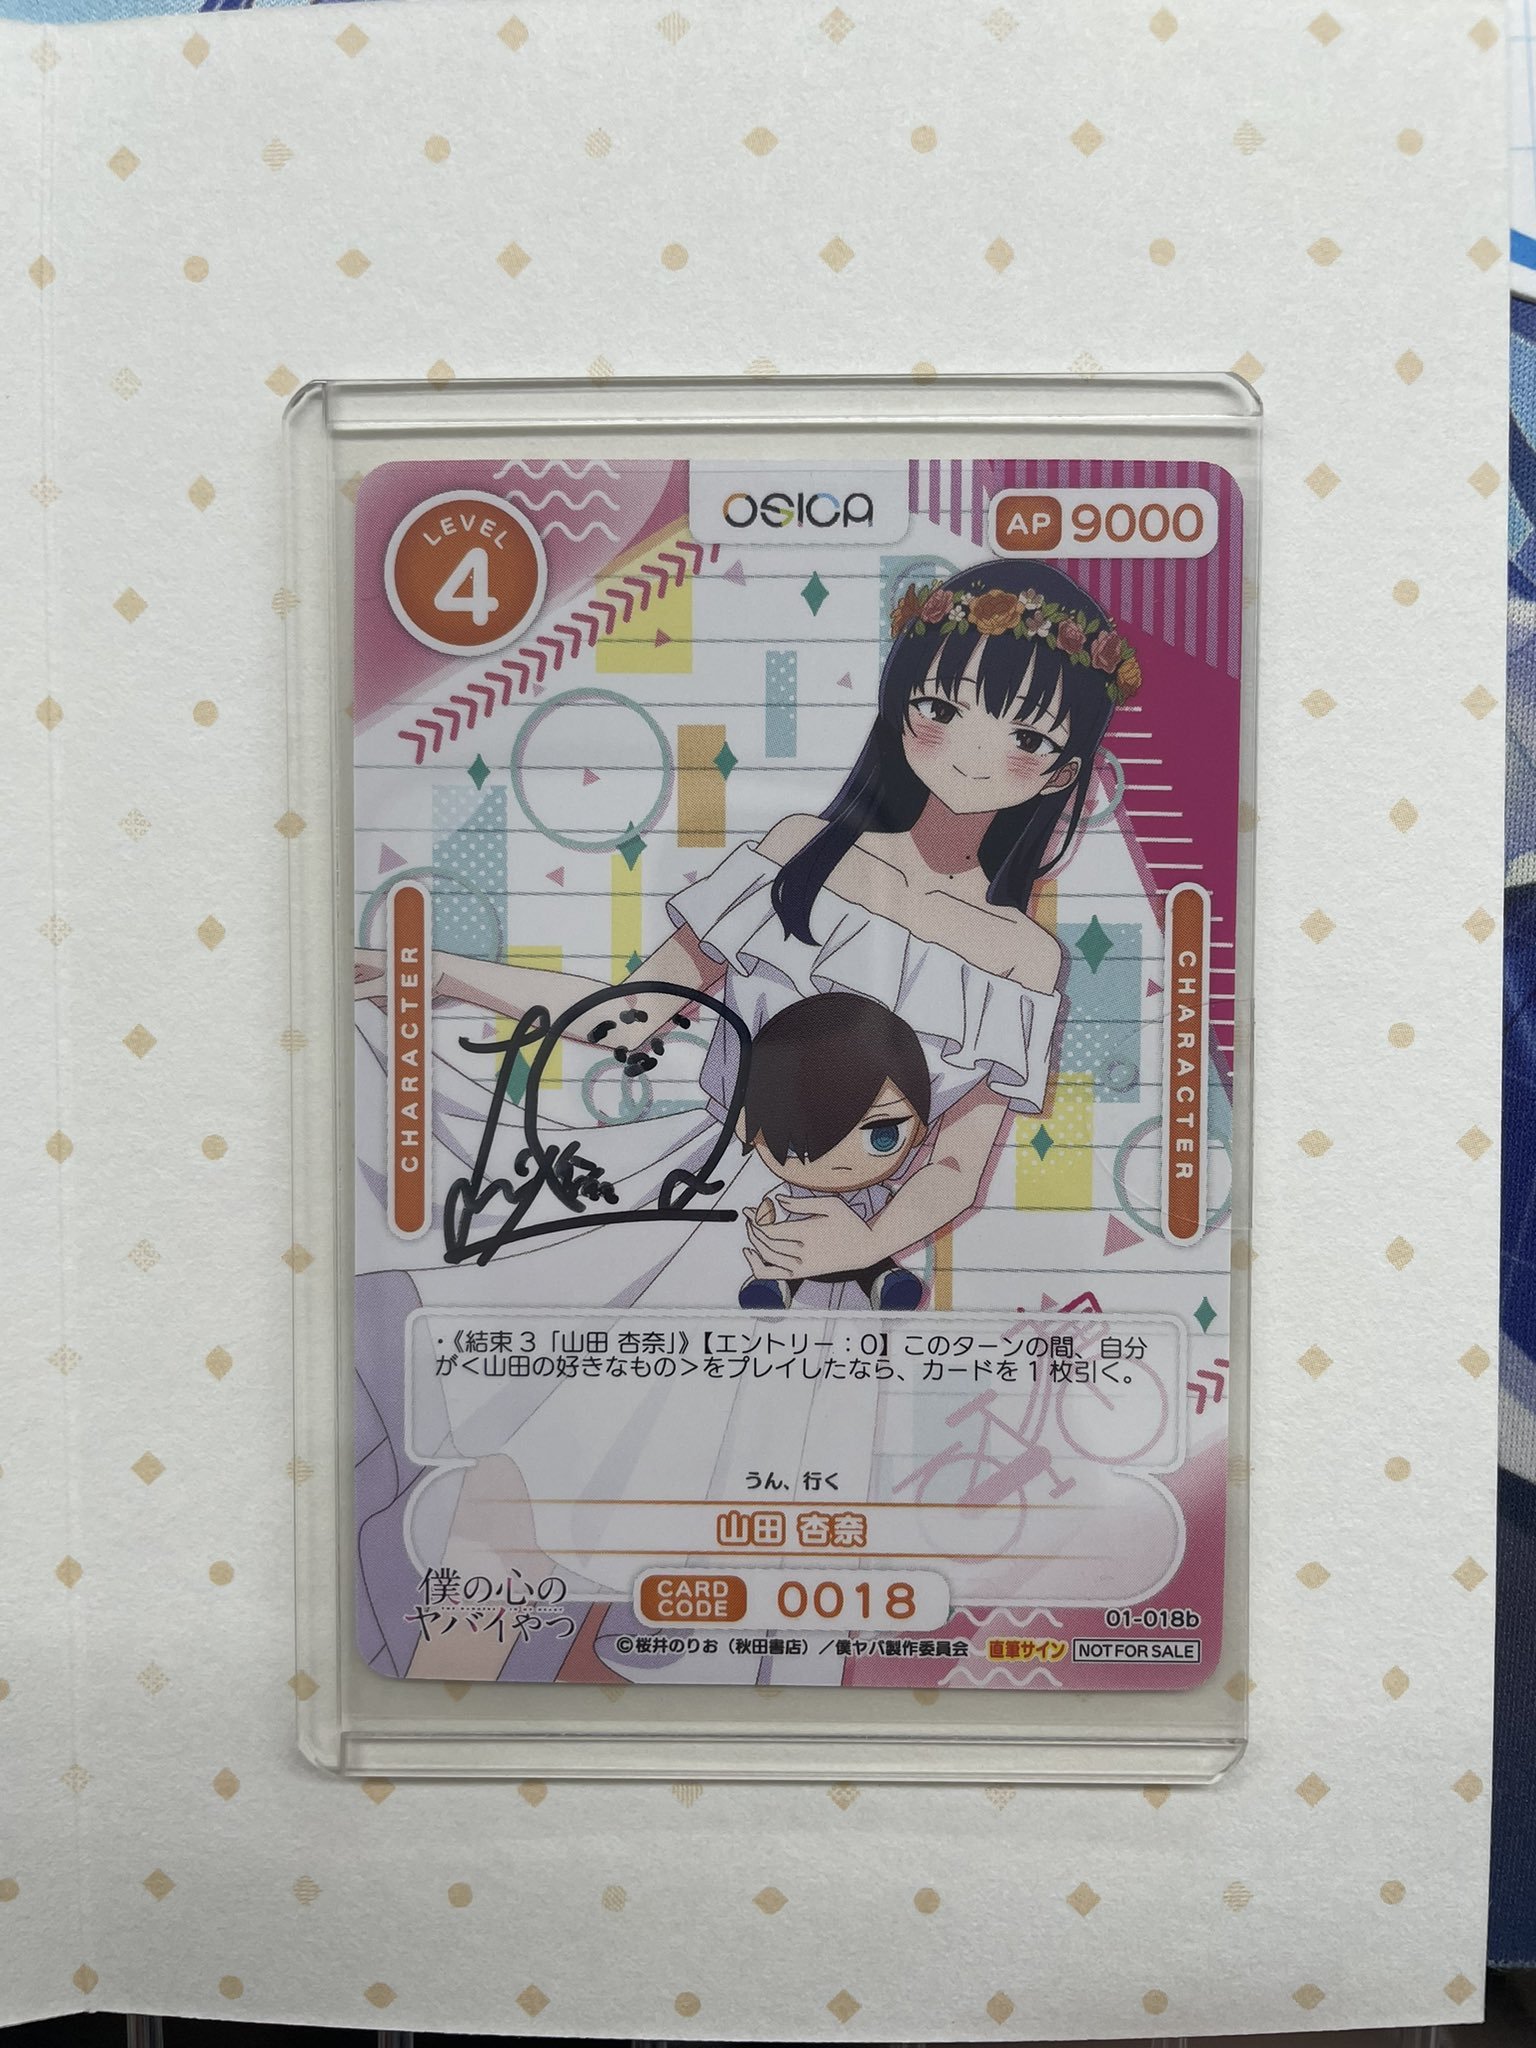 LEVEL
4
OSICA
AP 9000
CHARACTER
CHARACTER
・《結束3「山田 杏奈」》【エントリー：0】このターンの間、自分
が<山田の好きなもの>をプレイしたなら、カードを1枚引く。
うん、行く
山田 杏奈
僕の心の
ヤバイやつ
CARD
CODE
0018
01-018b
©桜井のりお（秋田書店）／僕ヤバ製作委員会
直筆サイン
NOT FOR SALE